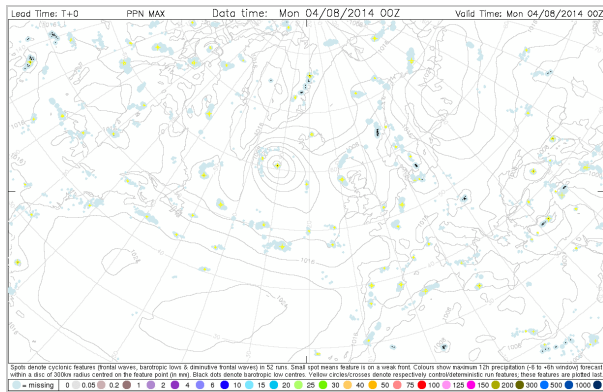 Lead Time: T+0 PPN MAX Data time: Mon 04/08/2014 00Z Valid Time: Mon 04/08/2014 00Z
1016
1016
1016
1008
1016
Spots denote cyclonic features (frontal waves, barotropic lows & diminutive frontal waves) in 52 runs. Small spot means feature is on a weak front. Colours show maximum 12h precipitation (-6 to +6h window) forecast
within a disc of 300km radius centred on the feature point (in mm). Black dots denote barotropic low centres. Yellow circles/crosses denote respectively control/deterministic run features; these features are plotted last.
= missing 0 0.05 0.2 1 2 4 6 10 15 20 25 30 40 50 75 100 125 150 200 300 500 1000